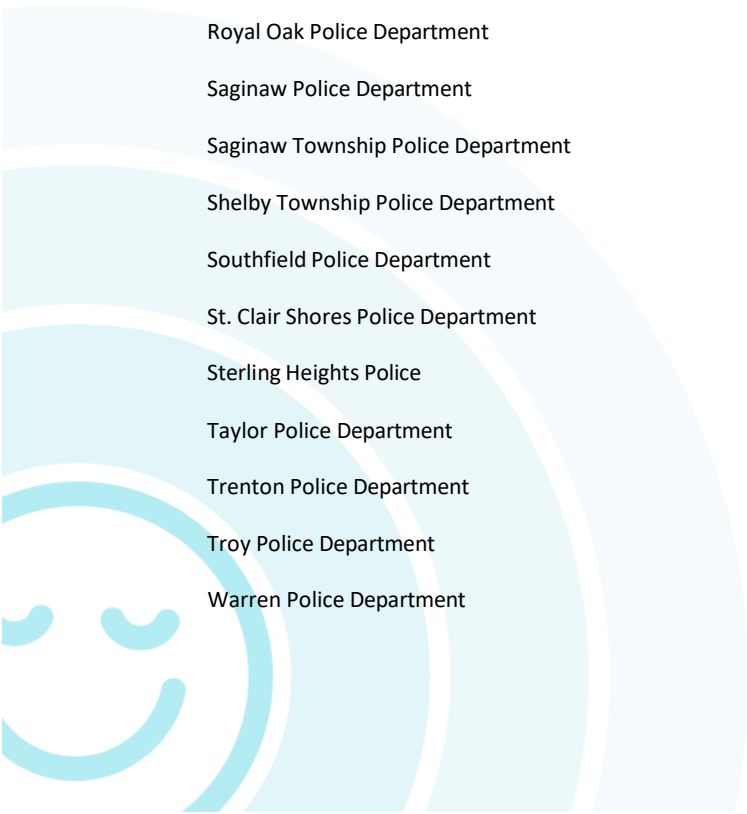 Royal Oak Police Department
Saginaw Police Department
Saginaw Township Police Department
Shelby Township Police Department
Southfield Police Department
St. Clair Shores Police Department
Sterling Heights Police
Taylor Police Department
Trenton Police Department
Troy Police Department
Warren Police Department